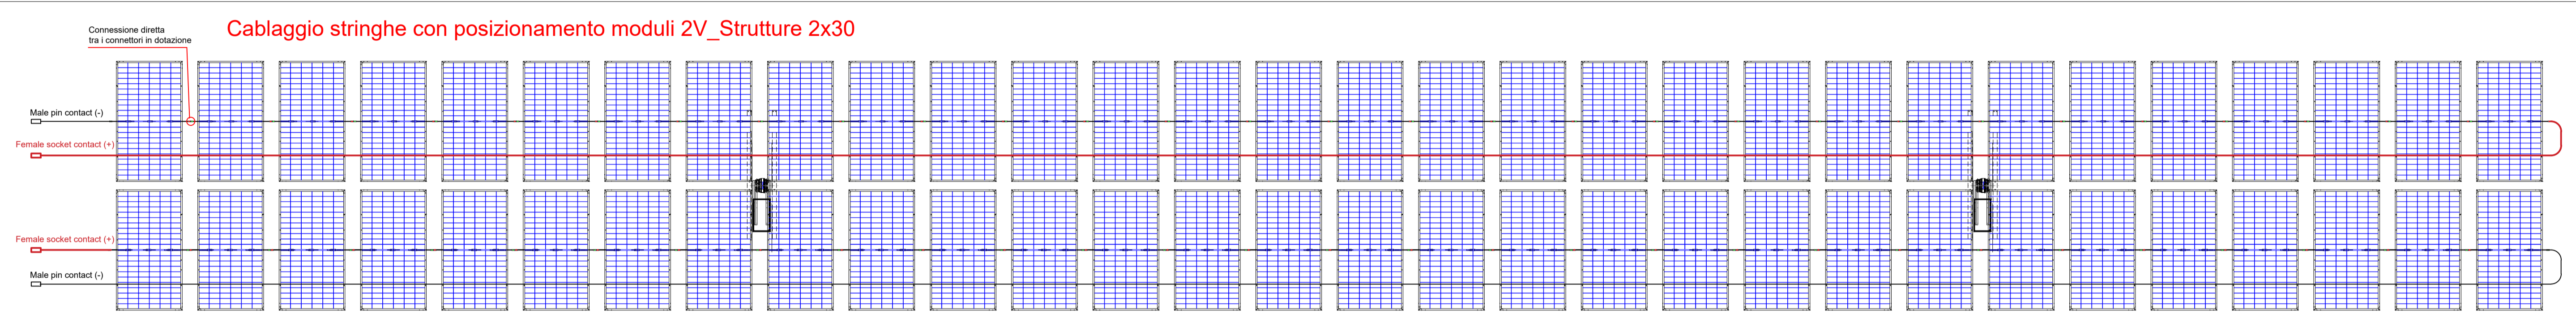 Cablaggio stringhe con posizionamento moduli 2V_Strutture 2x30
Connessione diretta
tra i connettori in dotazione
Male pin contact (-)
Female socket contact (+)
Female socket contact (+)
Male pin contact (-)